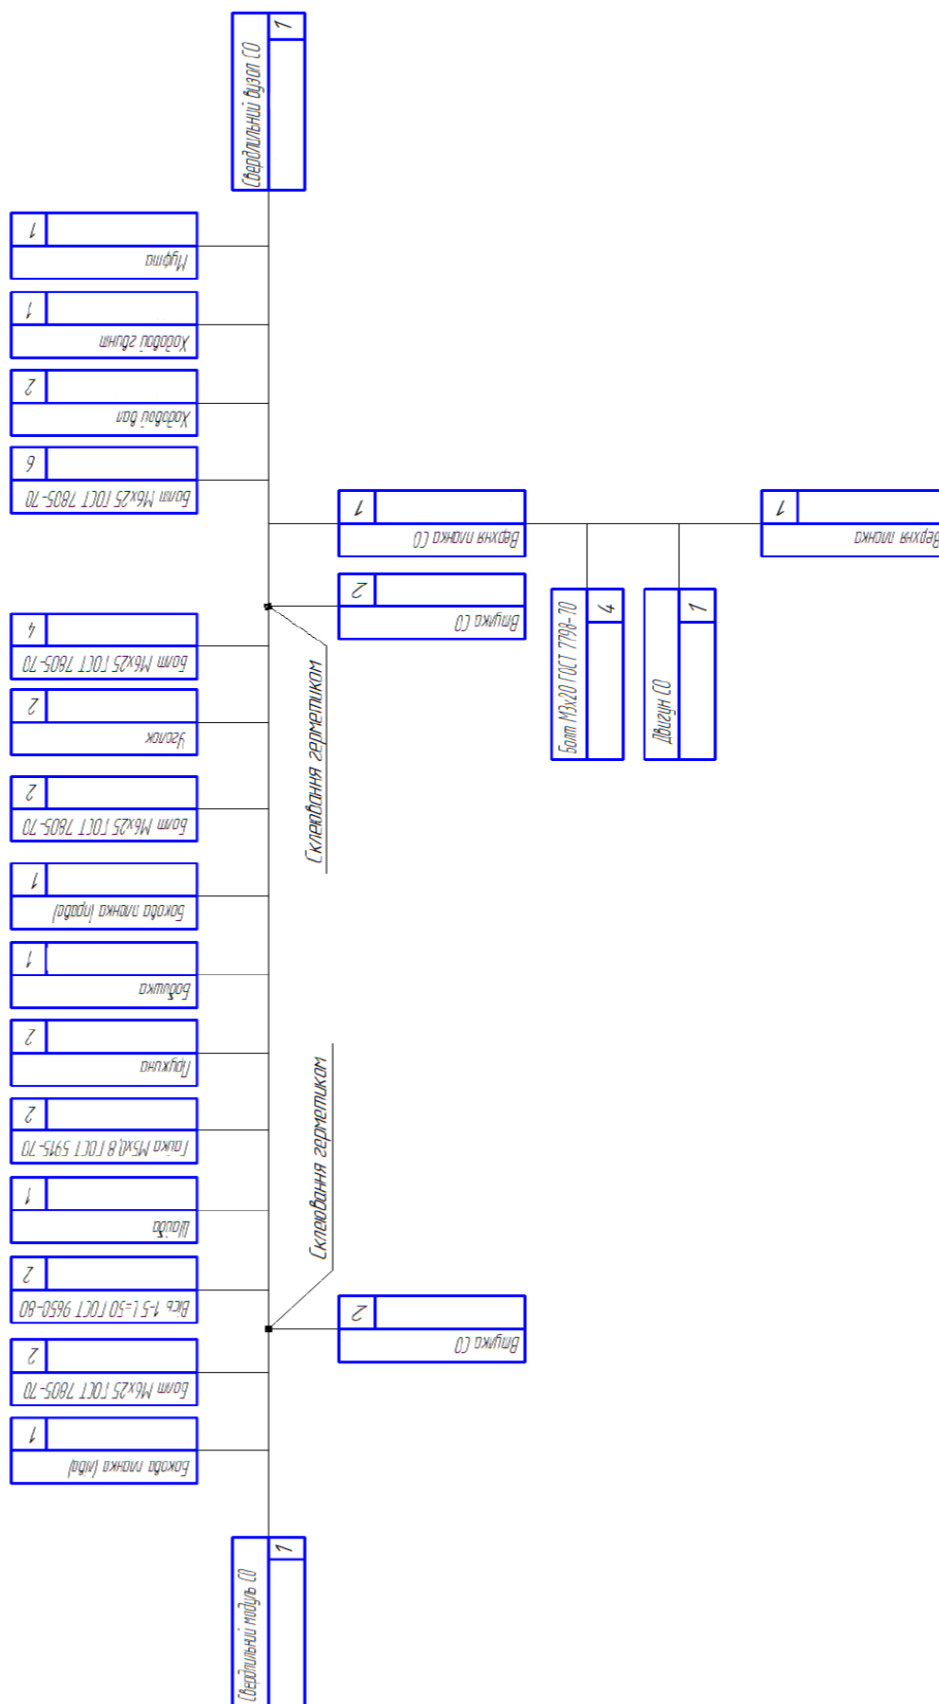 Свердлильний вузол СО
1
1
Муфта
1
Ходовой гвинт
2
Ходовой вал
6
Болт М6х25 ГОСТ 7805-70
1
Верхня планка СО
1
Верхня планка
2
Втулка СО
Болт М3х20 ГОСТ 7798-70
4
Двигун СО
1
Склеювання герметиком
4
Болт М6х25 ГОСТ 7805-70
2
Уголок
2
Болт М6х25 ГОСТ 7805-70
1
Бокова планка (права)
1
Бобишка
2
Пружина
2
Гайка М5х0,8 ГОСТ 5915-70
1
Шайба
Склеювання герметиком
2
Вісь 1-5 L=50 ГОСТ 9650-80
2
Втулка СО
2
Болт М6х25 ГОСТ 7805-70
1
Бокова планка (ліва)
Свердлильний модуль СО
1